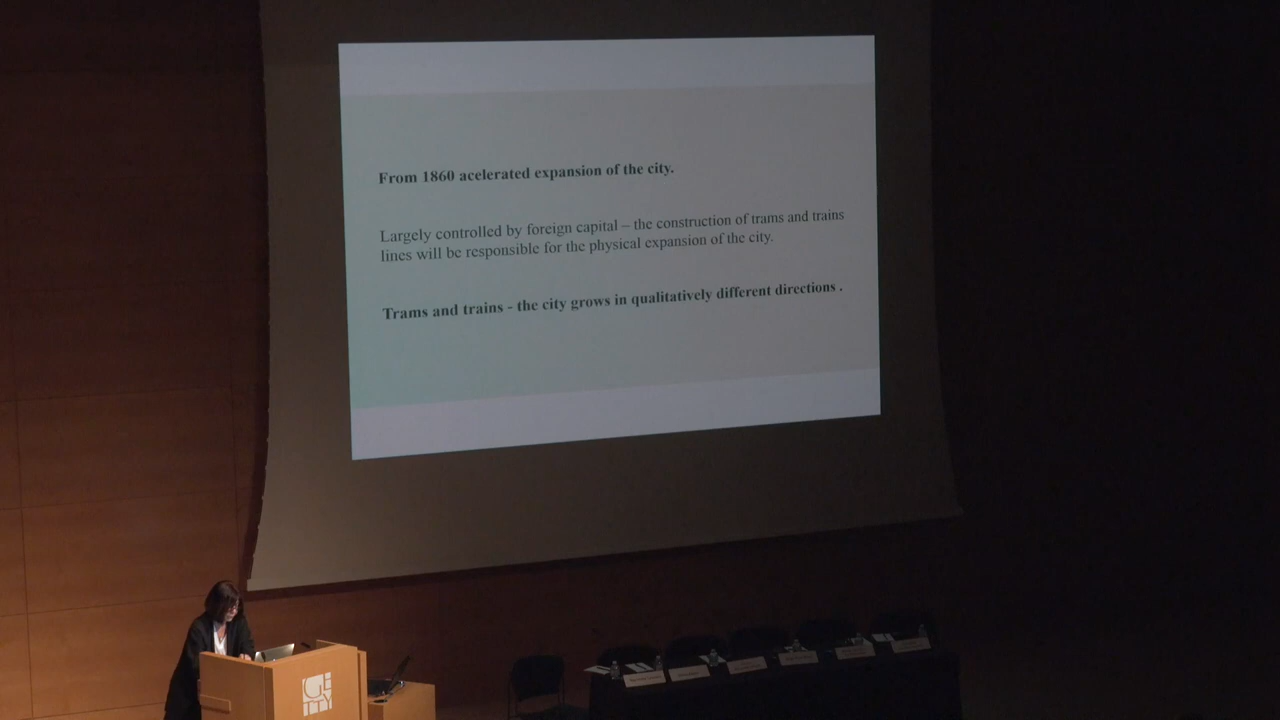 From 1860 acelerated expansion of the city.
Largely controlled by foreign capital – the construction of trams and trains
lines will be responsible for the physical expansion of the city.
Trams and trains - the city grows in qualitatively different directions .
GE
TTY